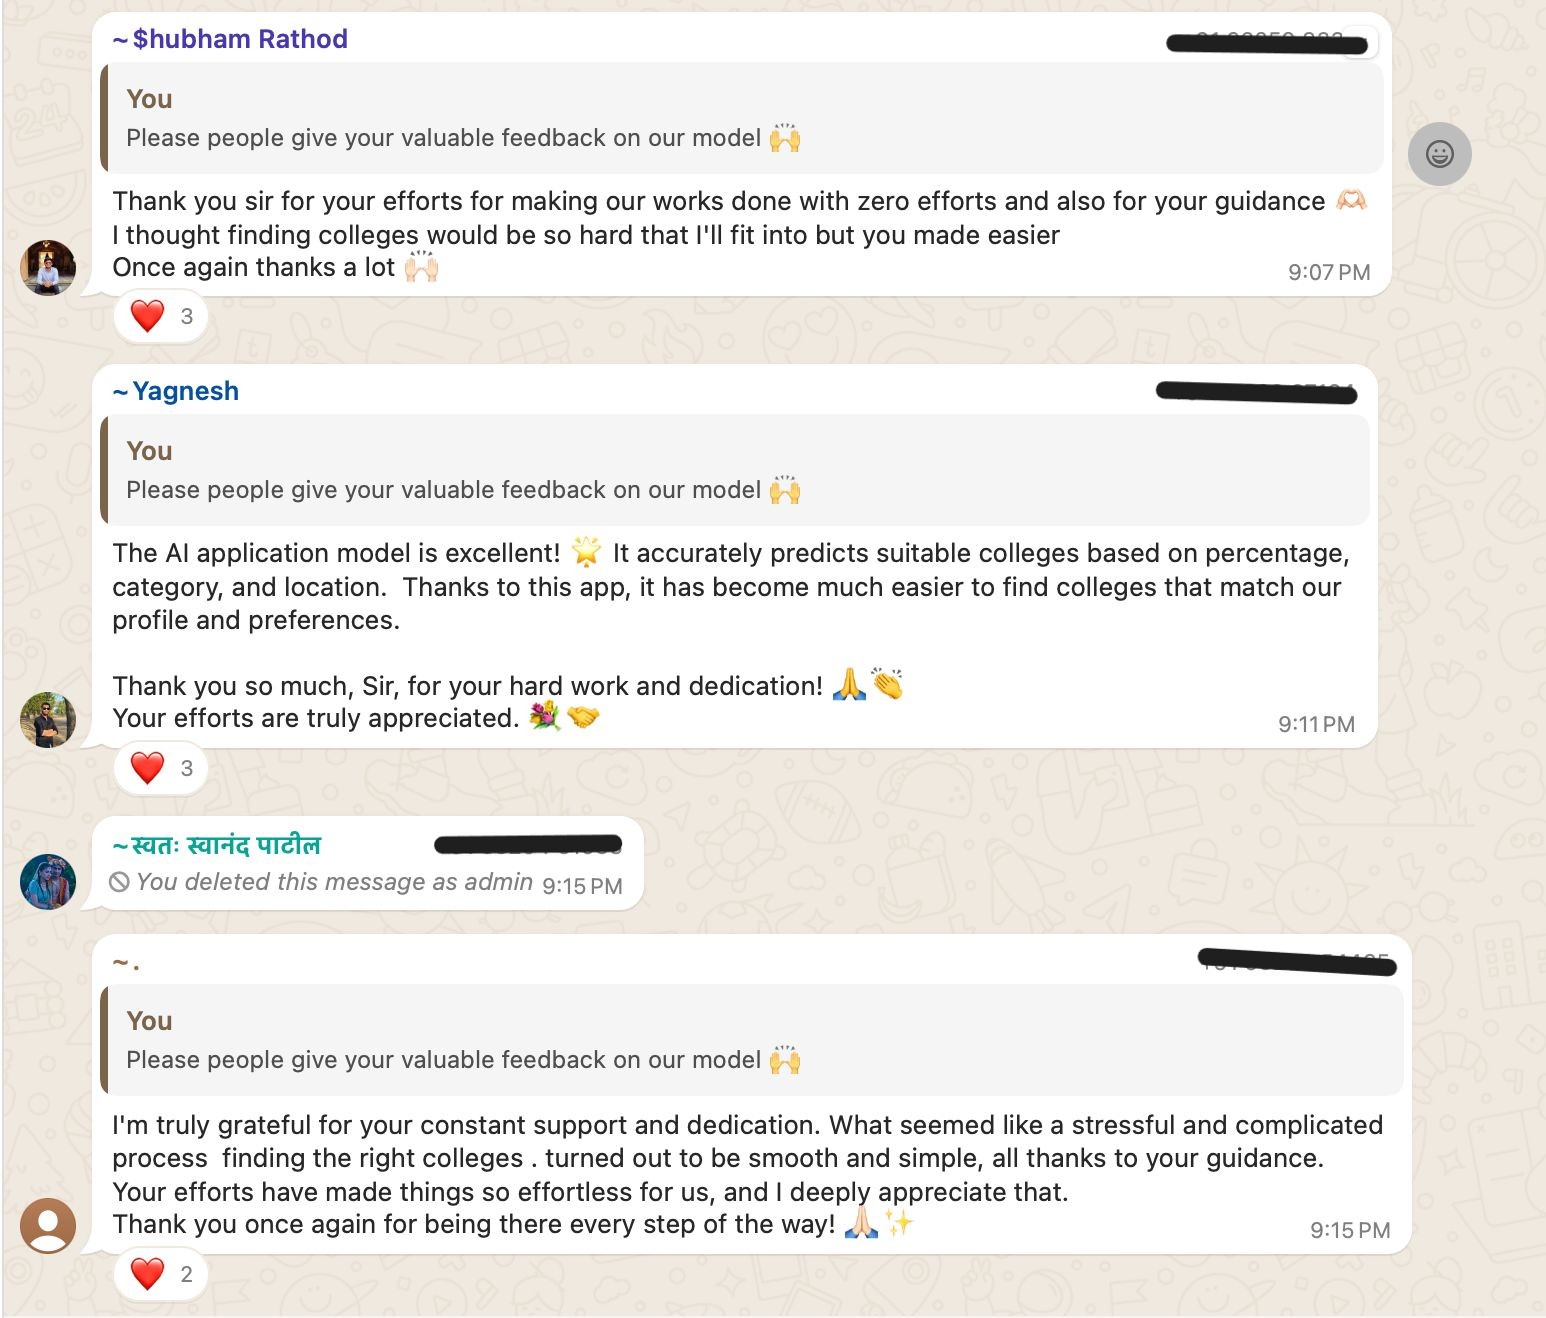 ~$hubham Rathod
You
Please people give your valuable feedback on our model 🙌
Thank you sir for your efforts for making our works done with zero efforts and also for your guidance 🫶🏻
I thought finding colleges would be so hard that I'll fit into but you made easier
Once again thanks a lot 🙌🏻
9:07 PM
❤️ 3
~Yagnesh
You
Please people give your valuable feedback on our model 🙌
The AI application model is excellent! 🌟 It accurately predicts suitable colleges based on percentage,
category, and location.  Thanks to this app, it has become much easier to find colleges that match our
profile and preferences.
Thank you so much, Sir, for your hard work and dedication! 🙏👏
Your efforts are truly appreciated. 💐🤝
9:11 PM
❤️ 3
~स्वतः स्वानंद पाटील
You deleted this message as admin 9:15 PM
~.
You
Please people give your valuable feedback on our model 🙌
I'm truly grateful for your constant support and dedication. What seemed like a stressful and complicated
process  finding the right colleges . turned out to be smooth and simple, all thanks to your guidance.
Your efforts have made things so effortless for us, and I deeply appreciate that.
Thank you once again for being there every step of the way! 🙏🏻✨
9:15 PM
❤️ 2